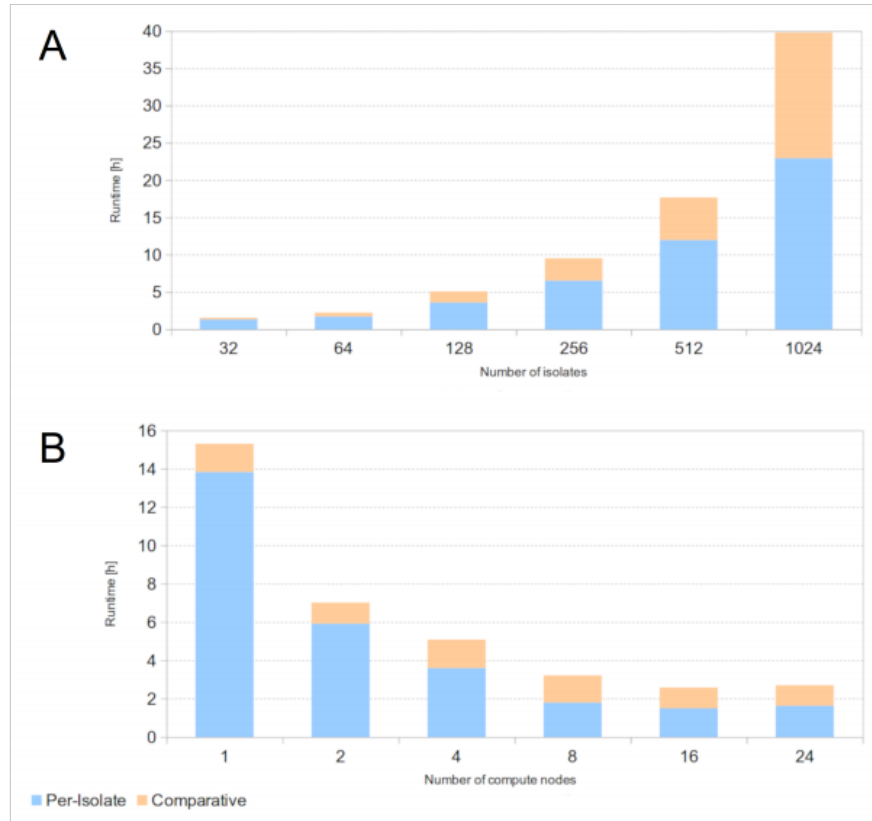 A
40
35
30
25
20
15
10
5
0
Runtime [h]
32 64 128 256 512 1024
Number of isolates
B
16
14
12
10
8
6
4
2
0
Runtime [h]
1 2 4 8 16 24
Number of compute nodes
Per-Isolate Comparative